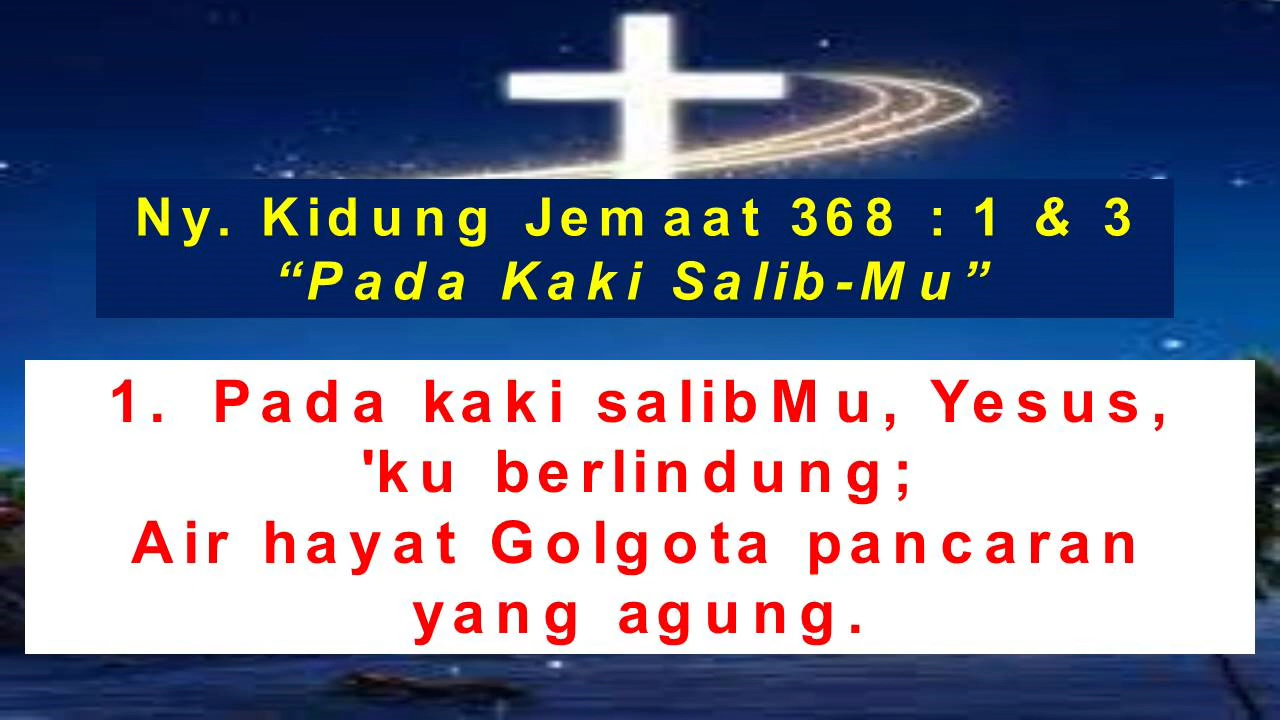 Ny. Kidung Jemaat 368 : 1 & 3
“Pada Kaki Salib-Mu”
1. Pada kaki salibMu, Yesus,
'ku berlindung;
Air hayat Golgota pancaran
yang agung.